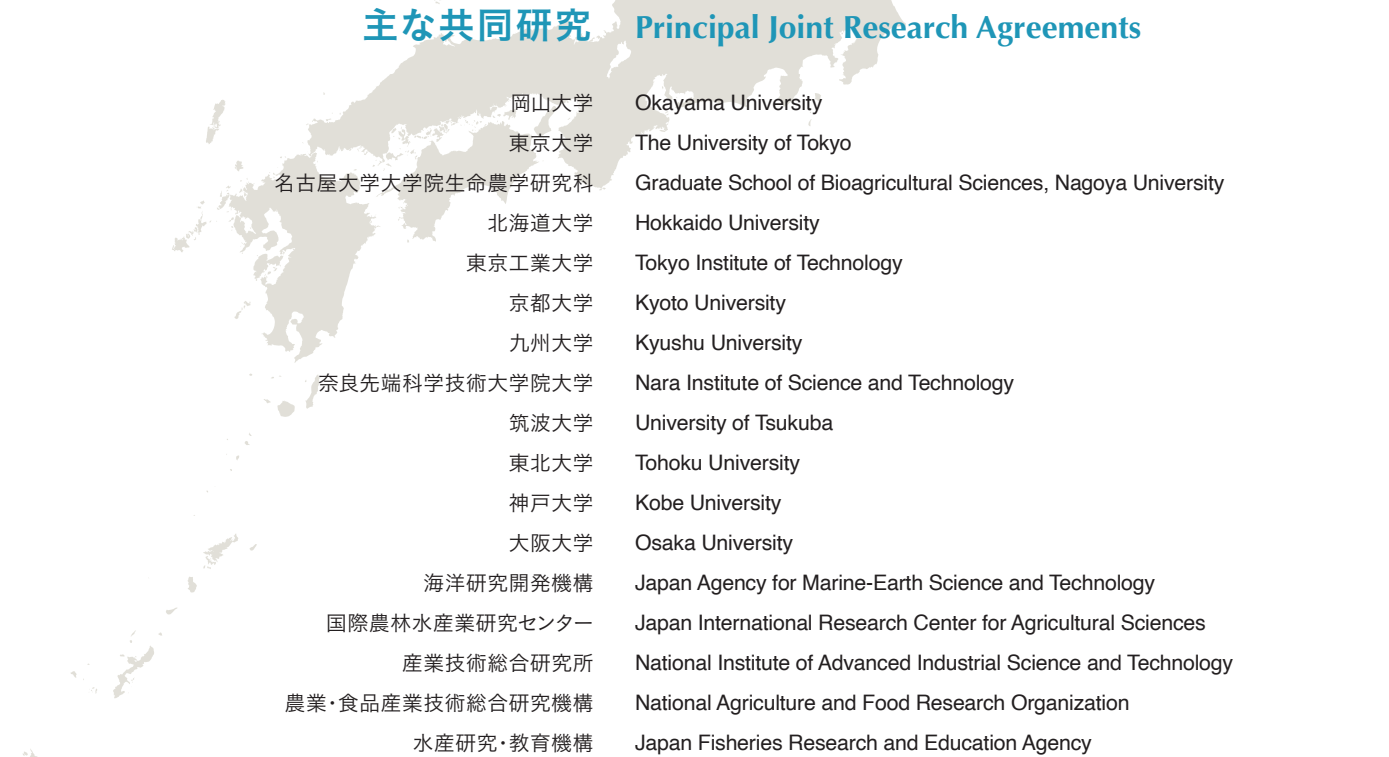 主な共同研究 Principal Joint Research Agreements
岡山大学 Okayama University
東京大学 The University of Tokyo
名古屋大学大学院生命農学研究科 Graduate School of Bioagricultural Sciences, Nagoya University
北海道大学 Hokkaido University
東京工業大学 Tokyo Institute of Technology
京都大学 Kyoto University
九州大学 Kyushu University
奈良先端科学技術大学院大学 Nara Institute of Science and Technology
筑波大学 University of Tsukuba
東北大学 Tohoku University
神戸大学 Kobe University
大阪大学 Osaka University
海洋研究開発機構 Japan Agency for Marine-Earth Science and Technology
国際農林水産業研究センター Japan International Research Center for Agricultural Sciences
産業技術総合研究所 National Institute of Advanced Industrial Science and Technology
農業・食品産業技術総合研究機構 National Agriculture and Food Research Organization
水産研究・教育機構 Japan Fisheries Research and Education Agency